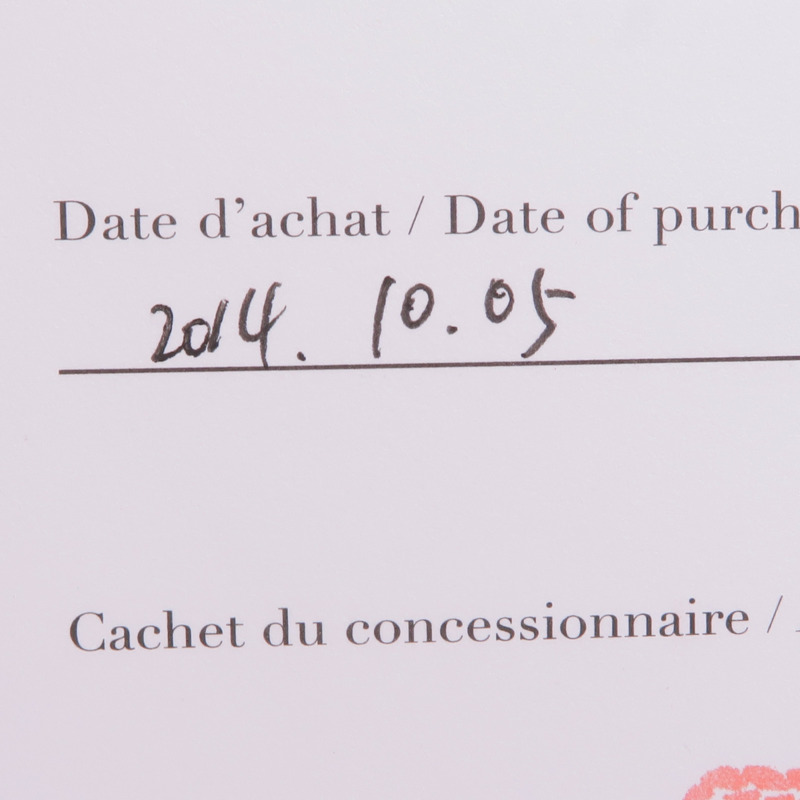 Date d'achat / Date of purch
2014. 10.05
Cachet du concessionnaire /